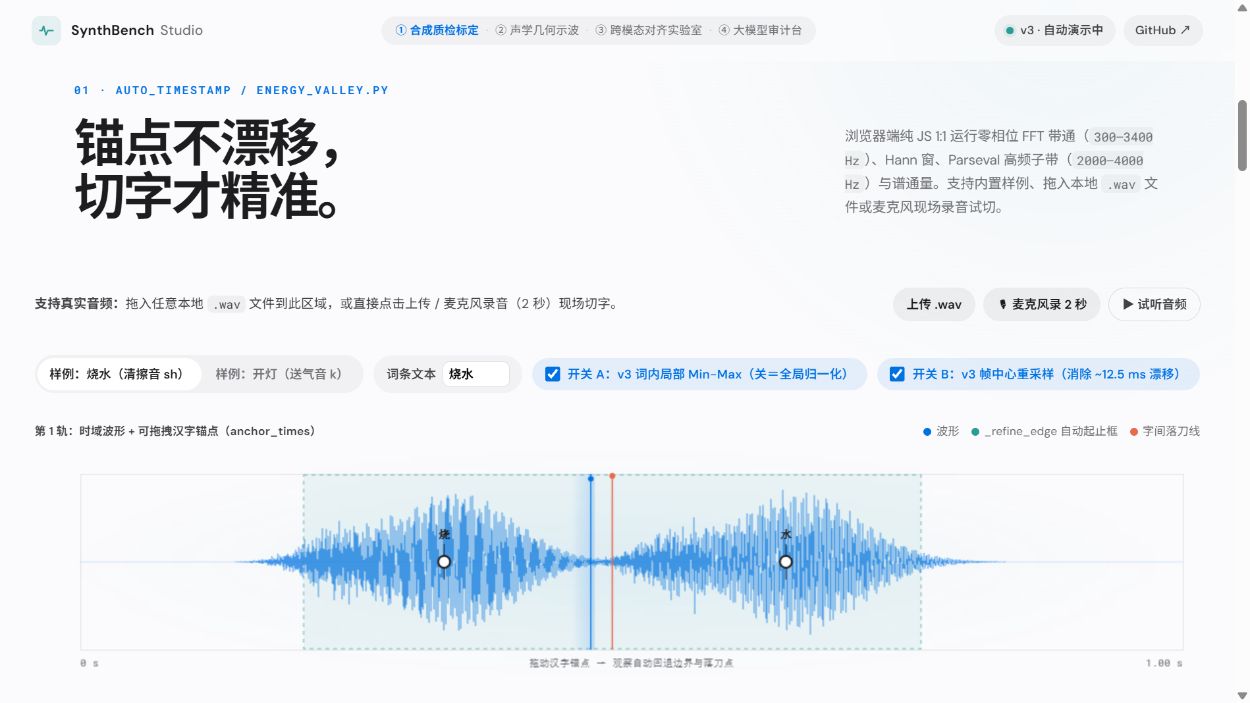 SynthBench Studio
① 合成质检标定 · ② 声学几何示波 · ③ 跨模态对齐实验室 · ④ 大模型审计台
v3 · 自动演示中
GitHub ↗
01 · AUTO_TIMESTAMP / ENERGY_VALLEY.PY
锚点不漂移，
切字才精准。
浏览器端纯 JS 1:1 运行零相位 FFT 带通（ 300–3400
Hz ）、Hann 窗、Parseval 高频子带（ 2000–4000
Hz ）与谱通量。支持内置样例、拖入本地 .wav 文
件或麦克风现场录音试切。
支持真实音频：拖入任意本地 .wav 文件到此区域，或直接点击上传 / 麦克风录音（2 秒）现场切字。
上传 .wav
🎙 麦克风录 2 秒
▶ 试听音频
样例：烧水（清擦音 sh）
样例：开灯（送气音 k）
词条文本 烧水
开关 A：v3 词内局部 Min–Max（关＝全局归一化）
开关 B：v3 帧中心重采样（消除 ~12.5 ms 漂移）
第 1 轨：时域波形 + 可拖拽汉字锚点（anchor_times）
波形
_refine_edge 自动起止框
字间落刀线
烧
水
0 s
拖动汉字锚点 → 观察自动回退边界与落刀点
1.00 s